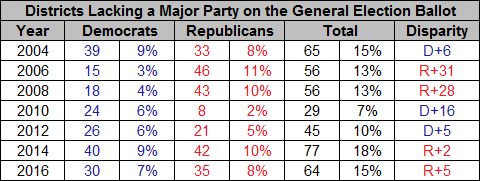 Districts Lacking a Major Party on the General Election Ballot
Year Democrats Republicans Total Disparity
2004 39 9% 33 8% 65 15% D+6
2006 15 3% 46 11% 56 13% R+31
2008 18 4% 43 10% 56 13% R+28
2010 24 6% 8 2% 29 7% D+16
2012 26 6% 21 5% 45 10% D+5
2014 40 9% 42 10% 77 18% R+2
2016 30 7% 35 8% 64 15% R+5